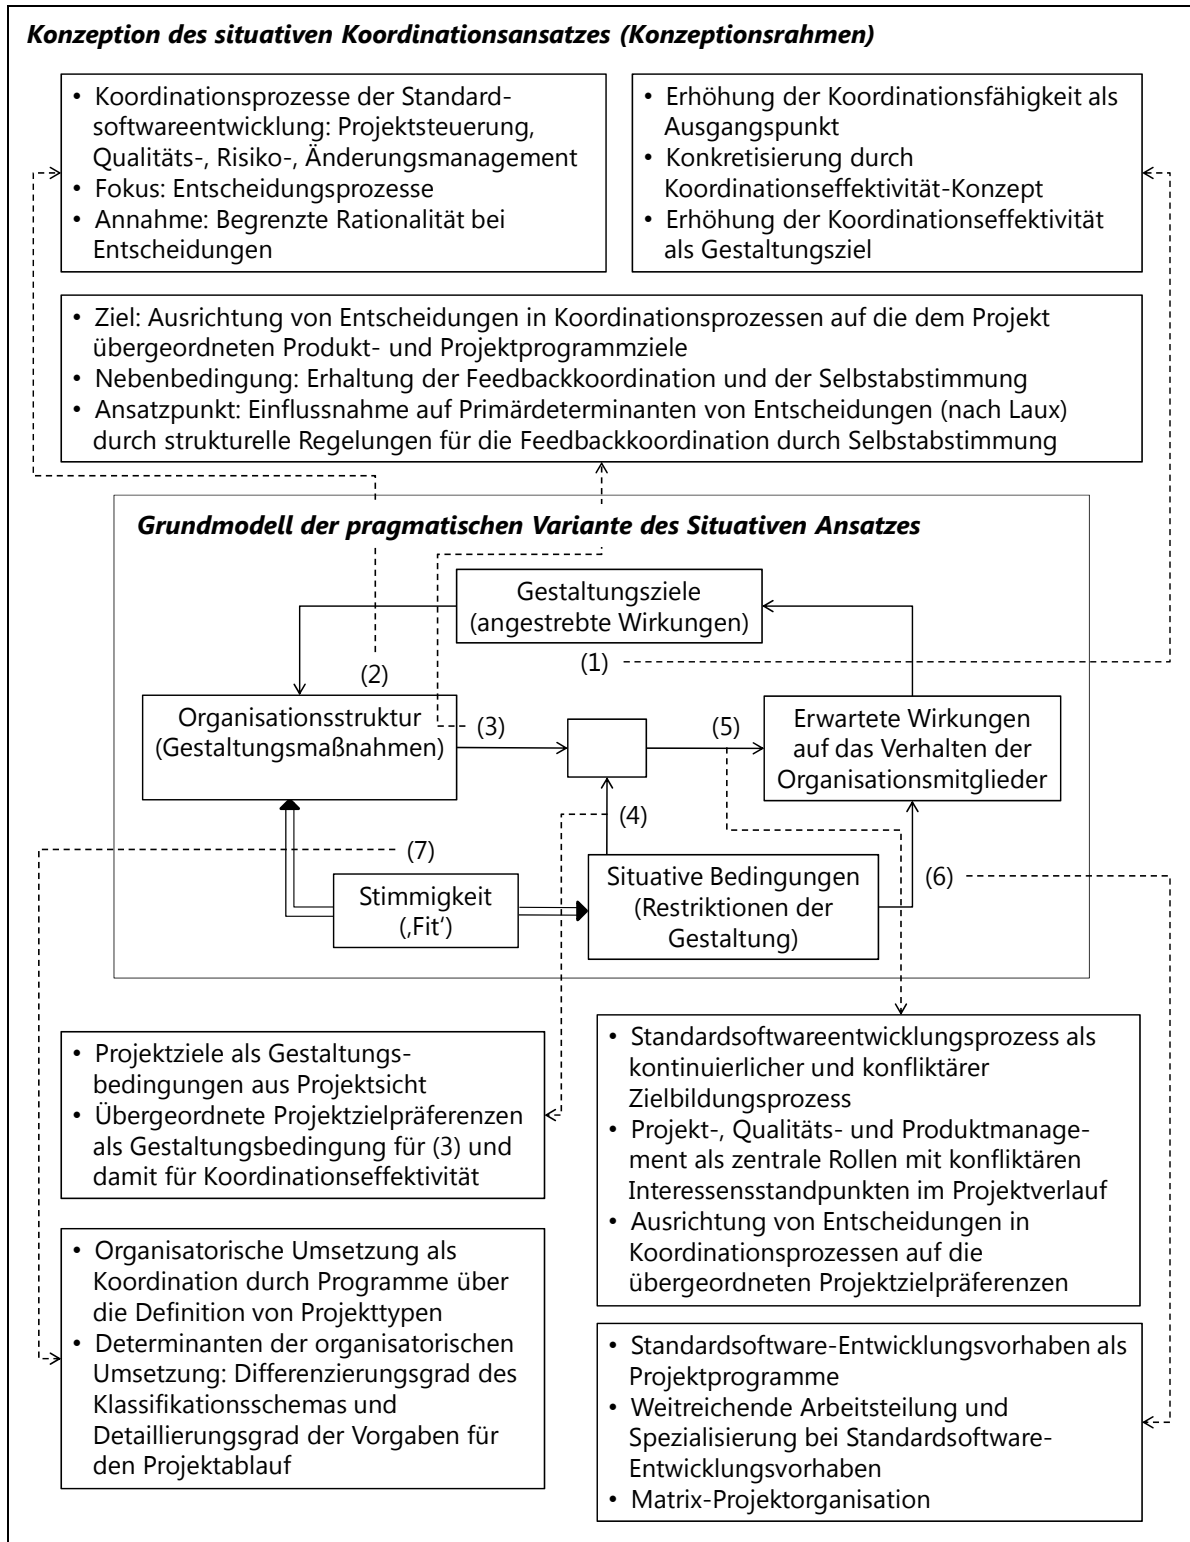 Konzeption des situativen Koordinationsansatzes (Konzeptionsrahmen)
• Koordinationsprozesse der Standard-
softwareentwicklung: Projektsteuerung,
Qualitäts-, Risiko-, Änderungsmanagement
• Fokus: Entscheidungsprozesse
• Annahme: Begrenzte Rationalität bei
Entscheidungen
• Erhöhung der Koordinationsfähigkeit als
Ausgangspunkt
• Konkretisierung durch
Koordinationseffektivität-Konzept
• Erhöhung der Koordinationseffektivität
als Gestaltungsziel
• Ziel: Ausrichtung von Entscheidungen in Koordinationsprozessen auf die dem Projekt
übergeordneten Produkt- und Projektprogrammziele
• Nebenbedingung: Erhaltung der Feedbackkoordination und der Selbstabstimmung
• Ansatzpunkt: Einflussnahme auf Primärdeterminanten von Entscheidungen (nach Laux)
durch strukturelle Regelungen für die Feedbackkoordination durch Selbstabstimmung
Grundmodell der pragmatischen Variante des Situativen Ansatzes
Gestaltungsziele
(angestrebte Wirkungen)
(1)
(2)
Organisationsstruktur
(Gestaltungsmaßnahmen)
(3)
(5)
Erwartete Wirkungen
auf das Verhalten der
Organisationsmitglieder
(4)
(7)
Stimmigkeit
(‚Fit‘)
Situative Bedingungen
(Restriktionen der
Gestaltung)
(6)
• Projektziele als Gestaltungs-
bedingungen aus Projektsicht
• Übergeordnete Projektzielpräferenzen
als Gestaltungsbedingung für (3) und
damit für Koordinationseffektivität
• Standardsoftwareentwicklungsprozess als
kontinuierlicher und konfliktärer
Zielbildungsprozess
• Projekt-, Qualitäts- und Produktmanage-
ment als zentrale Rollen mit konfliktären
Interessensstandpunkten im Projektverlauf
• Ausrichtung von Entscheidungen in
Koordinationsprozessen auf die
übergeordneten Projektzielpräferenzen
• Organisatorische Umsetzung als
Koordination durch Programme über
die Definition von Projekttypen
• Determinanten der organisatorischen
Umsetzung: Differenzierungsgrad des
Klassifikationsschemas und
Detaillierungsgrad der Vorgaben für
den Projektablauf
• Standardsoftware-Entwicklungsvorhaben als
Projektprogramme
• Weitreichende Arbeitsteilung und
Spezialisierung bei Standardsoftware-
Entwicklungsvorhaben
• Matrix-Projektorganisation